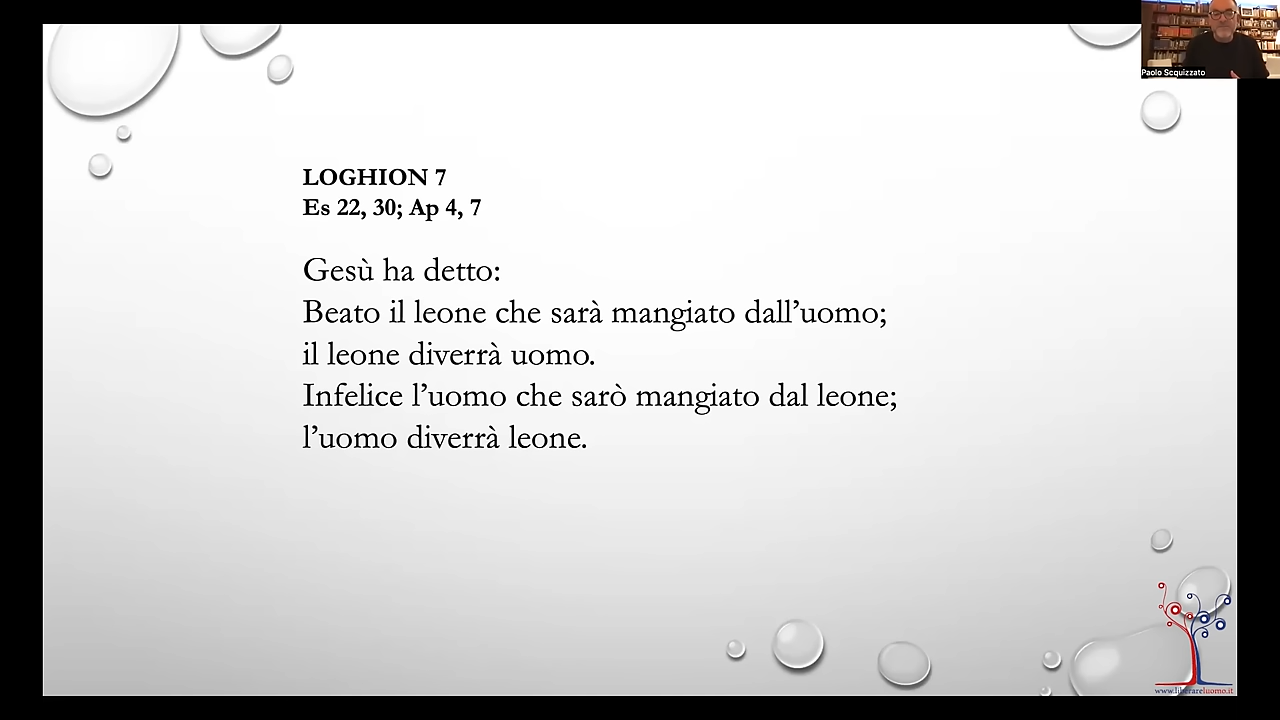 Paolo Scquizzato
LOGHION 7
Es 22, 30; Ap 4, 7
Gesù ha detto:
Beato il leone che sarà mangiato dall’uomo;
il leone diverrà uomo.
Infelice l’uomo che sarò mangiato dal leone;
l’uomo diverrà leone.
www.liberareluomo.it